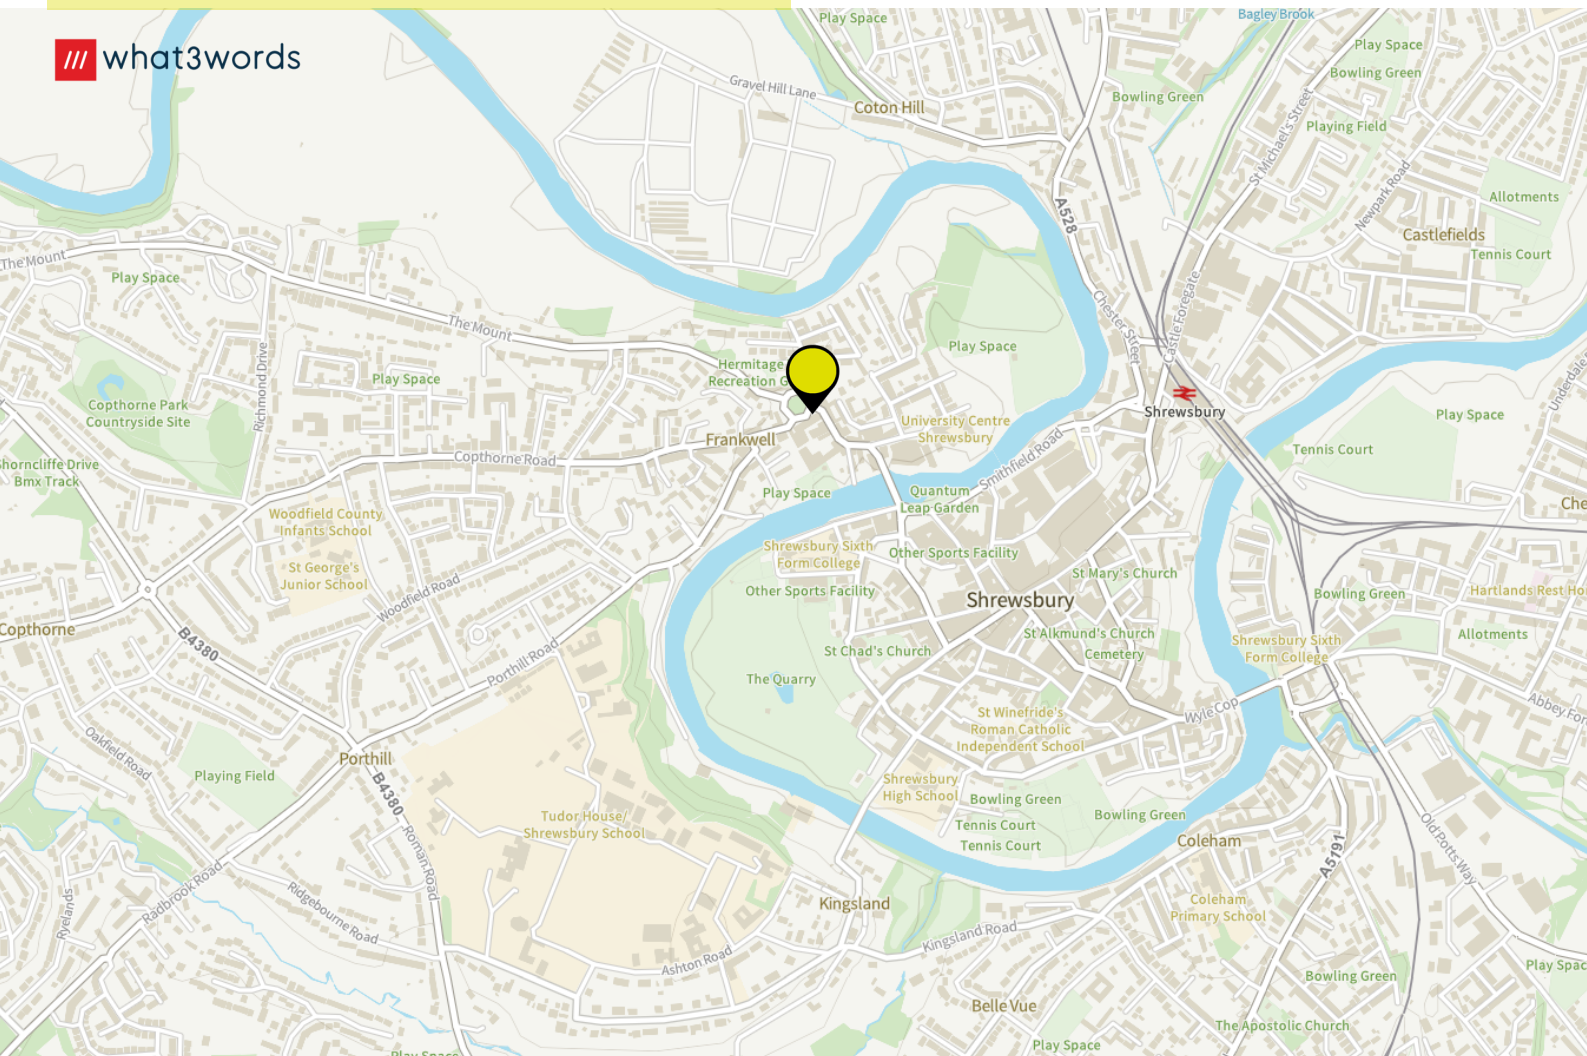 Play Space
Bagley Brook
what3words
Play Space
Bowling Green
Gravel Hill Lane
Coton Hill
Bowling Green
St Michael's Street
Playing Field
Newpark Road
Allotments
A528
Castlefields
The Mount
Tennis Court
Play Space
Castle Foregate
Chester Street
The Mount
Richmond Drive
Play Space
Hermitage
Recreation G
Play Space
Underdale
Copthorne Park
Countryside Site
University Centre
Shrewsbury
Shrewsbury
Play Space
Frankwell
Smithfield Road
Tennis Court
Copthorne Road
Shorncliffe Drive
Bmx Track
Play Space
Quantum
Leap Garden
Che
Woodfield County
Infants School
Shrewsbury Sixth
Form College
Other Sports Facility
St George's
Junior School
St Mary's Church
Woodfield Road
Other Sports Facility
Shrewsbury
Bowling Green
Hartlands Rest Ho
Copthorne
B4380
St Alkmund's Church
Cemetery
Allotments
Shrewsbury Sixth
Form College
St Chad's Church
Porthill Road
The Quarry
Wyle Cop
Abbey For
St Winefride's
Roman Catholic
Independent School
Oakfield Road
Porthill
Playing Field
B4380
Shrewsbury
High School
Bowling Green
Bowling Green
Tudor House/
Shrewsbury School
Tennis Court
Tennis Court
Coleham
Roman Road
A5191
Old Potts Way
Radbrook Road
Ryelands
Ridgebourne Road
Kingsland
Coleham
Primary School
Kingsland Road
Ashton Road
Play Spac
Bowling Green
Belle Vue
The Apostolic Church
Play Space
Play Space